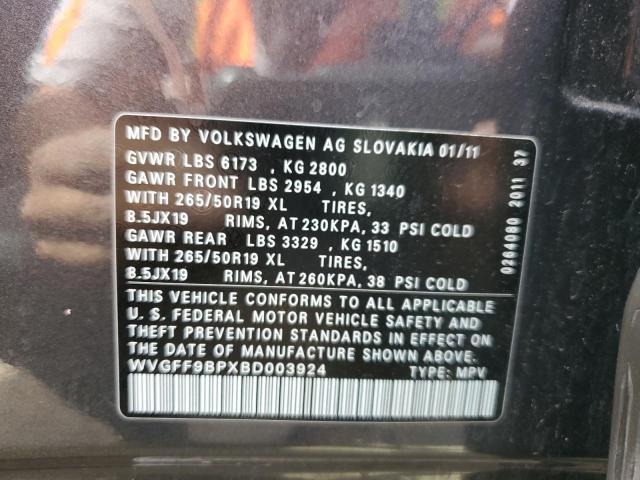 MFD BY VOLKSWAGEN AG SLOVAKIA 01/11
GVWR LBS 6173 , KG 2800
GAWR FRONT LBS 2954 , KG 1340
WITH 265/50R19 XL TIRES,
8.5JX19 RIMS, AT 230KPA, 33 PSI COLD
GAWR REAR LBS 3329 , KG 1510
WITH 265/50R19 XL TIRES,
8.5JX19 RIMS, AT 260KPA, 38 PSI COLD
THIS VEHICLE CONFORMS TO ALL APPLICABLE
U. S. FEDERAL MOTOR VEHICLE SAFETY AND
THEFT PREVENTION STANDARDS IN EFFECT ON
THE DATE OF MANUFACTURE SHOWN ABOVE.
WVGFF9BPXBD003924 TYPE: MPV
0264080 2011 37